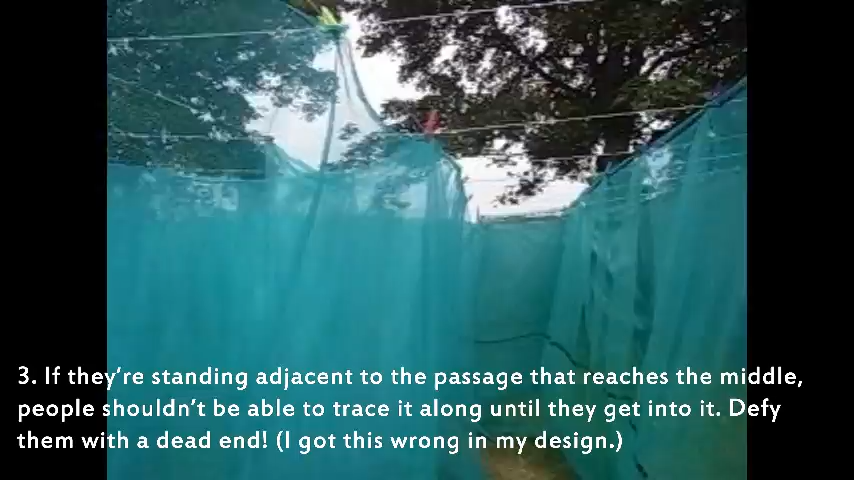 3. If they're standing adjacent to the passage that reaches the middle,
people shouldn't be able to trace it along until they get into it. Defy
them with a dead end! (I got this wrong in my design.)